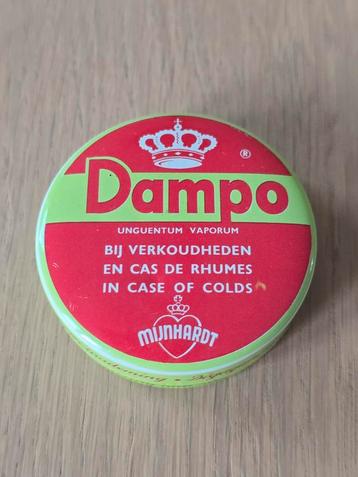 ®
Dampo
UNGUENTUM VAPORUM
BIJ VERKOUDHEDEN
EN CAS DE RHUMES
IN CASE OF COLDS
MIJNHARDT